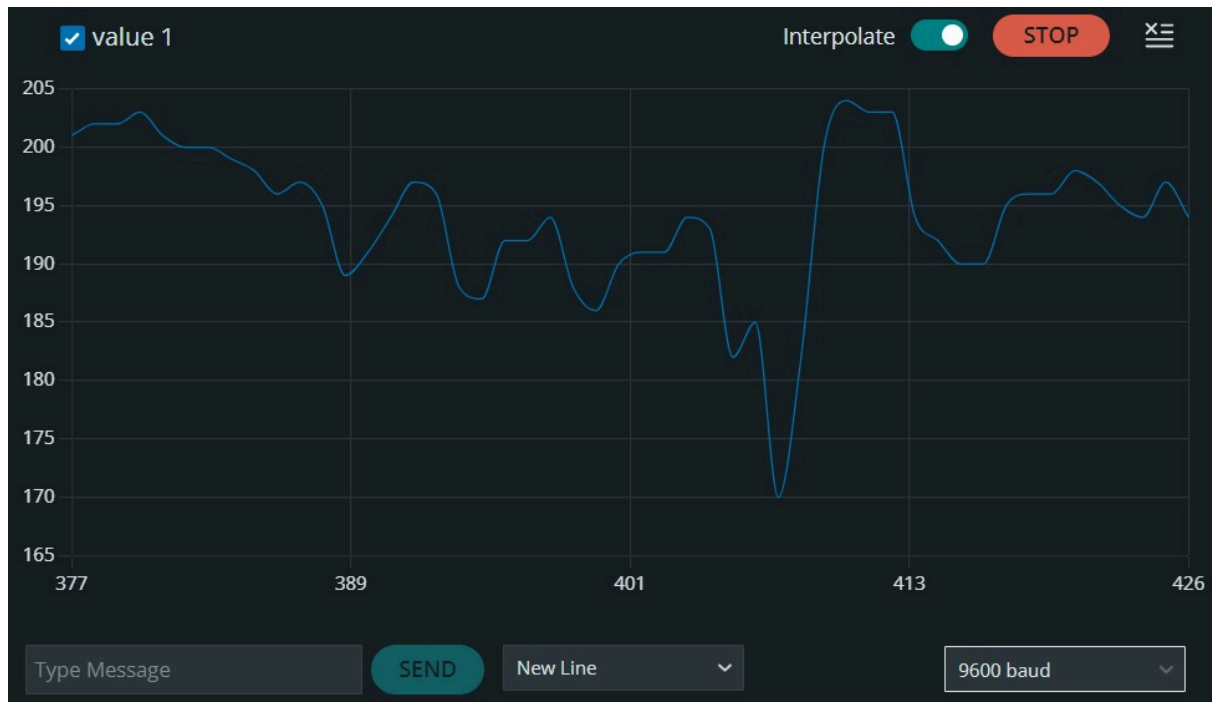 value 1
Interpolate
STOP
205
200
195
190
185
180
175
170
165
377 389 401 413 426
Type Message
SEND
New Line
9600 baud